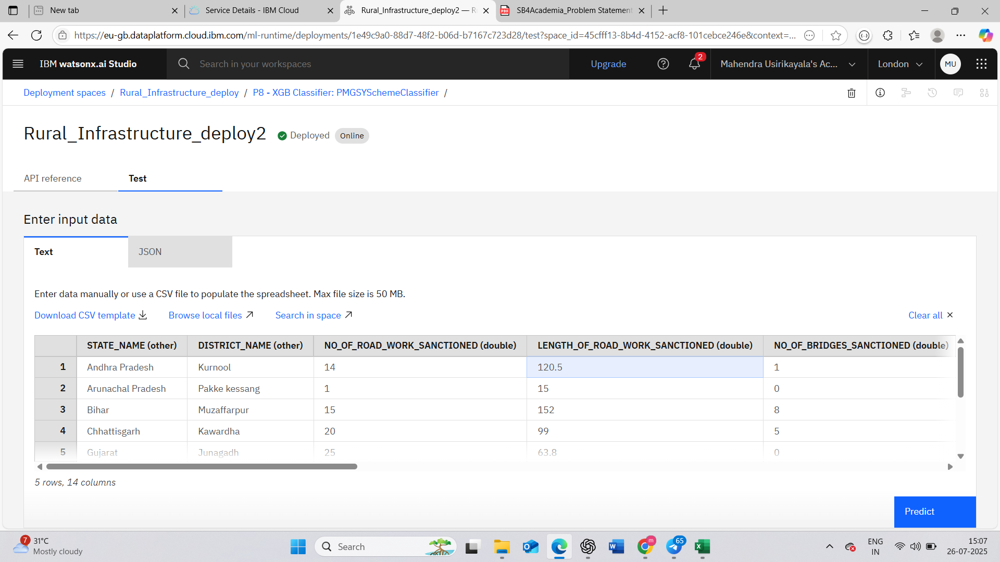 New tab
Service Details - IBM Cloud
Rural_Infrastructure_deploy2 — R
SB4Academia_Problem Statement
https://eu-gb.dataplatform.cloud.ibm.com/ml-runtime/deployments/1e49c9a0-88d7-48f2-b06d-b7167c723d28/test?space_id=45cfff13-8b4d-4152-acf8-101cebce246e&context=...
IBM watsonx.ai Studio
Search in your workspaces
Upgrade
2
Mahendra Usirikayala's Ac...
London
MU
Deployment spaces / Rural_Infrastructure_deploy / P8 - XGB Classifier: PMGSYSchemeClassifier /
Rural_Infrastructure_deploy2
Deployed
Online
API reference
Test
Enter input data
Text
JSON
Enter data manually or use a CSV file to populate the spreadsheet. Max file size is 50 MB.
Download CSV template
Browse local files
Search in space
Clear all
STATE_NAME (other) DISTRICT_NAME (other) NO_OF_ROAD_WORK_SANCTIONED (double) LENGTH_OF_ROAD_WORK_SANCTIONED (double) NO_OF_BRIDGES_SANCTIONED (double)
1 Andhra Pradesh Kurnool 14 120.5 1
2 Arunachal Pradesh Pakke kessang 1 15 0
3 Bihar Muzaffarpur 15 152 8
4 Chhattisgarh Kawardha 20 99 5
5 Gujarat Junagadh 25 63.8 0
5 rows, 14 columns
Predict
7
31°C
Mostly cloudy
Search
m
65
ENG
IN
15:07
26-07-2025